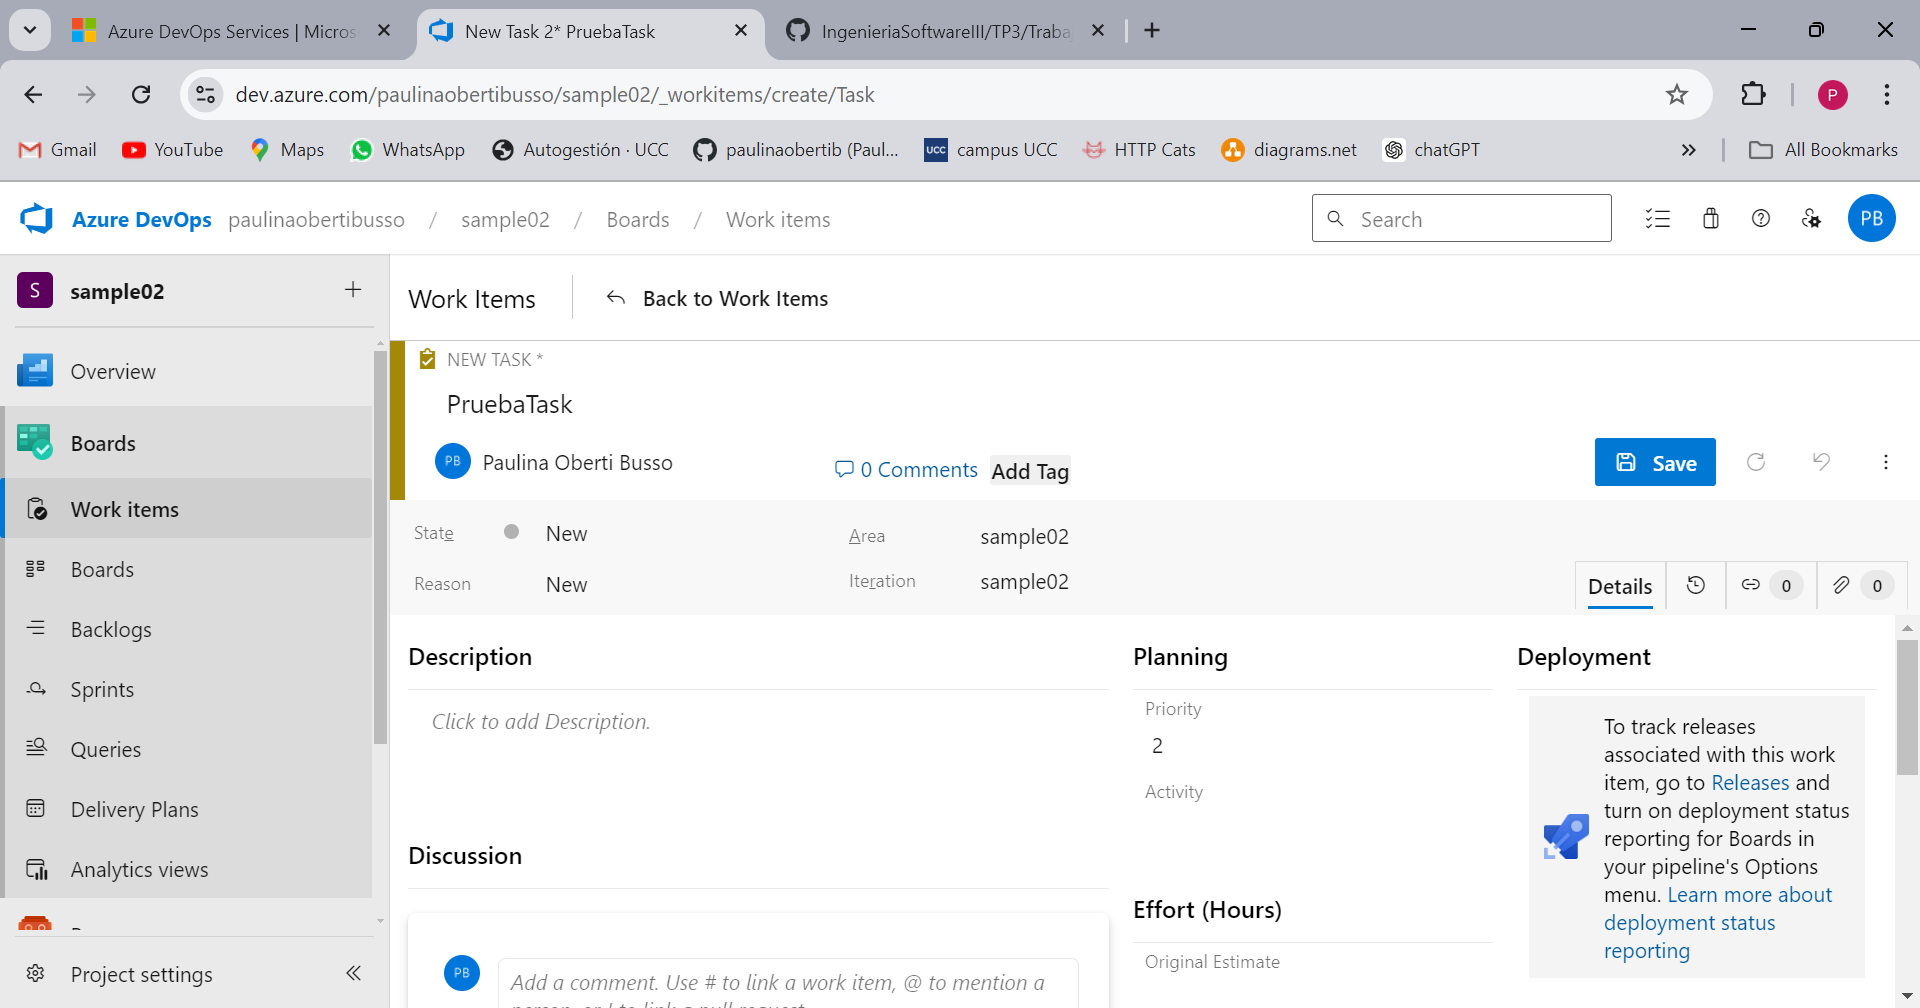 Azure DevOps Services | Micros
New Task 2* PruebaTask
IngenieriaSoftwareIII/TP3/Traba
dev.azure.com/paulinaobertibusso/sample02/_workitems/create/Task
P
Gmail
YouTube
Maps
WhatsApp
Autogestión · UCC
paulinaobertib (Paul...
UCC
campus UCC
HTTP Cats
diagrams.net
chatGPT
»
All Bookmarks
Azure DevOps
paulinaobertibusso / sample02 / Boards / Work items
Search
PB
S
sample02
Overview
Boards
Work items
Boards
Backlogs
Sprints
Queries
Delivery Plans
Analytics views
Project settings
Work Items
Back to Work Items
NEW TASK *
PruebaTask
PB
Paulina Oberti Busso
0 Comments
Add Tag
Save
State
New
Area
sample02
Reason
New
Iteration
sample02
Details
0
0
Description
Click to add Description.
Discussion
PB
Add a comment. Use # to link a work item, @ to mention a
person, or ! to link a pull request.
Planning
Priority
2
Activity
Effort (Hours)
Original Estimate
Deployment
To track releases
associated with this work
item, go to Releases and
turn on deployment status
reporting for Boards in
your pipeline's Options
menu. Learn more about
deployment status
reporting